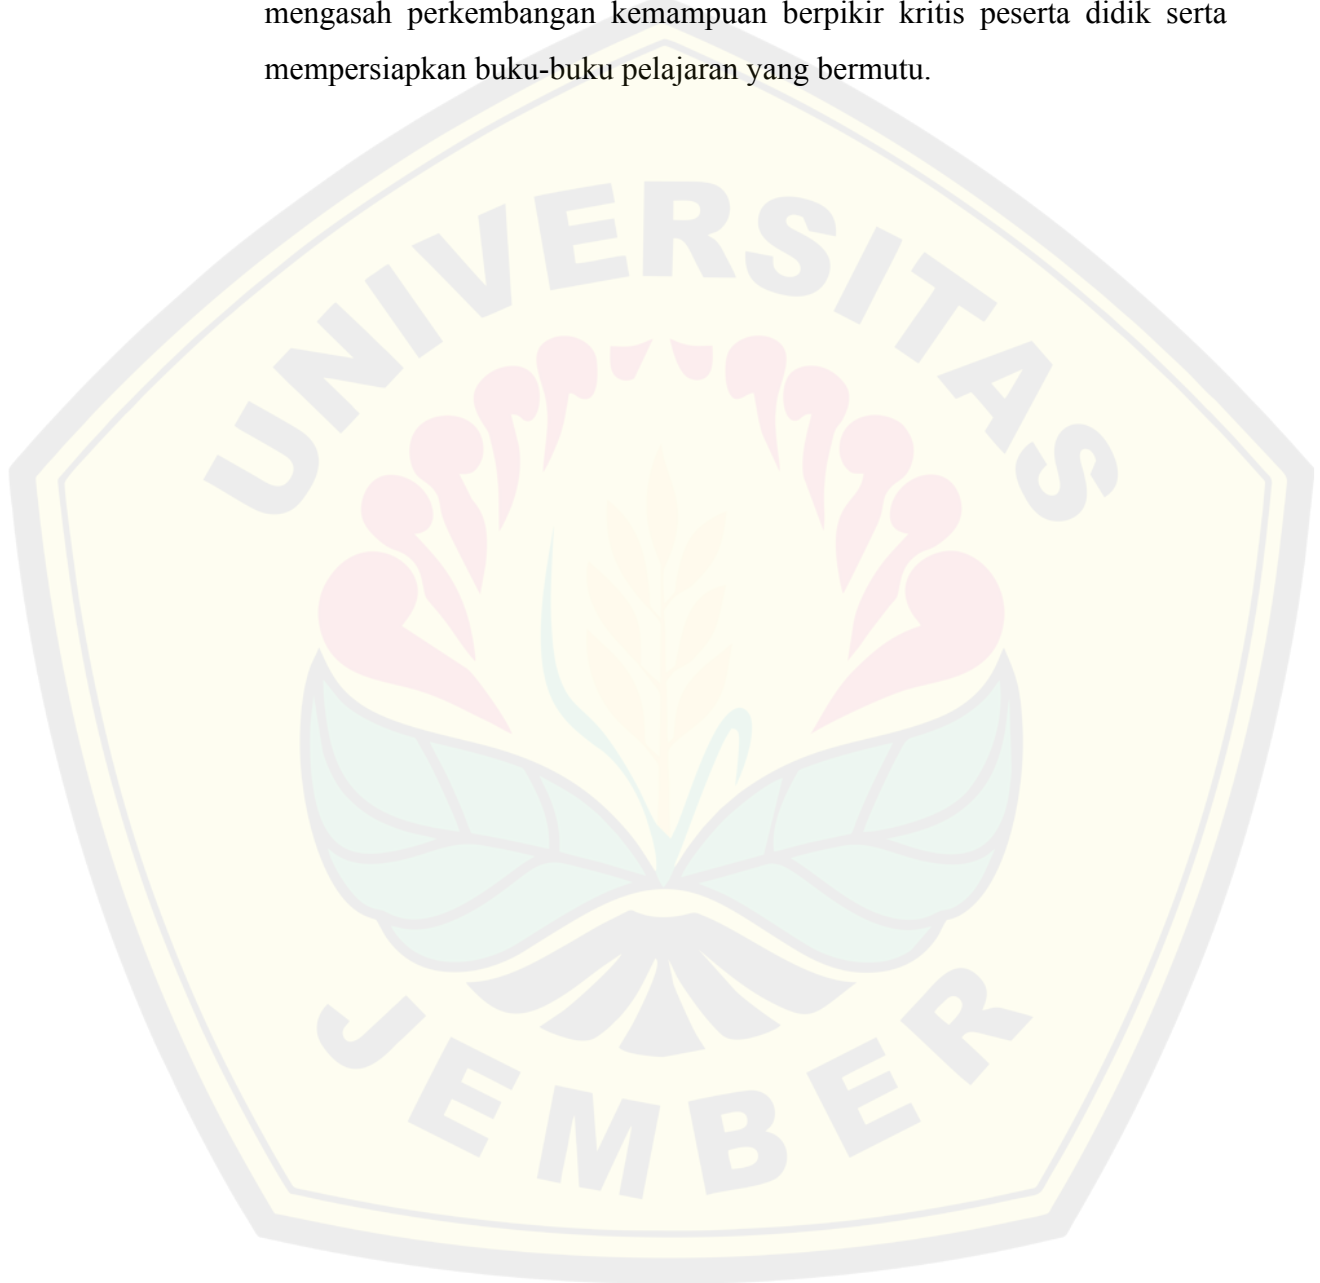 mengasah perkembangan kemampuan berpikir kritis peserta didik serta
mempersiapkan buku-buku pelajaran yang bermutu.
UNIVERSITAS
JEMBER